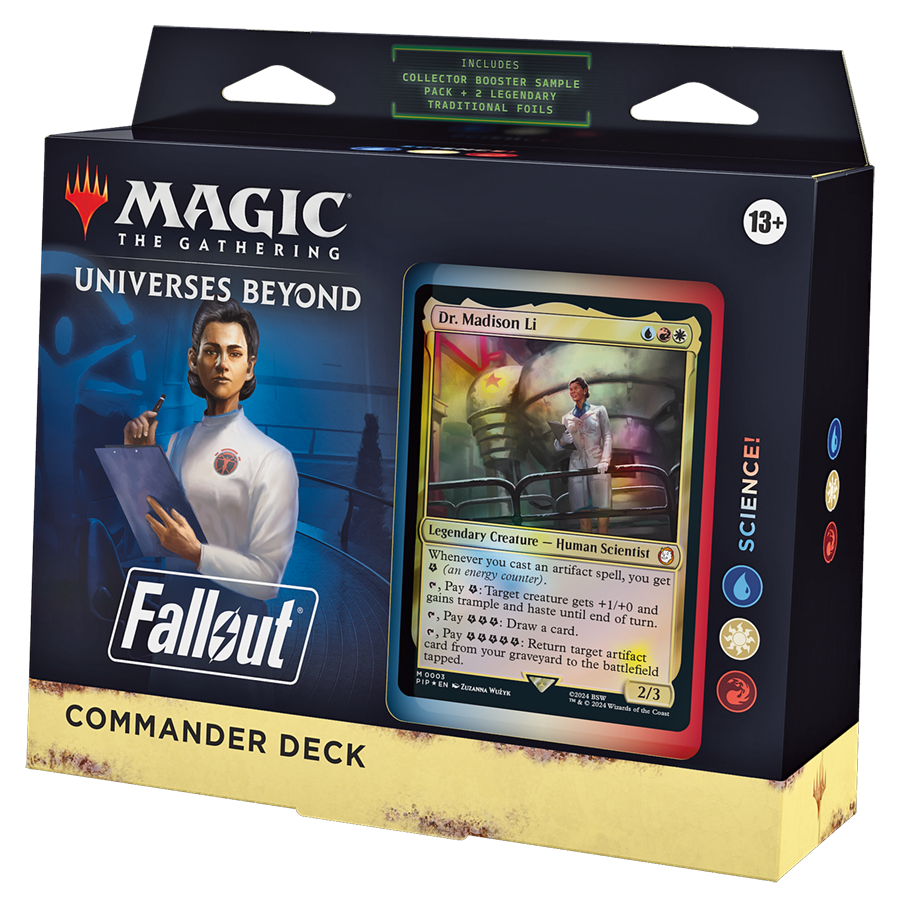 INCLUDES
COLLECTOR BOOSTER SAMPLE
PACK + 2 LEGENDARY
TRADITIONAL FOILS
MAGIC®
THE GATHERING
UNIVERSES BEYOND
13+
Dr. Madison Li
Legendary Creature — Human Scientist
Whenever you cast an artifact spell, you get
(an energy counter).
, Pay : Target creature gets +1/+0 and
gains trample and haste until end of turn.
, Pay : Draw a card.
, Pay : Return target artifact
card from your graveyard to the battlefield
tapped.
2/3
M 0003
PIP ★ EN ZUZANNA WUŻYK
©2024 BSW
™ & © 2024 Wizards of the Coast
SCIENCE!
Fallout®
COMMANDER DECK